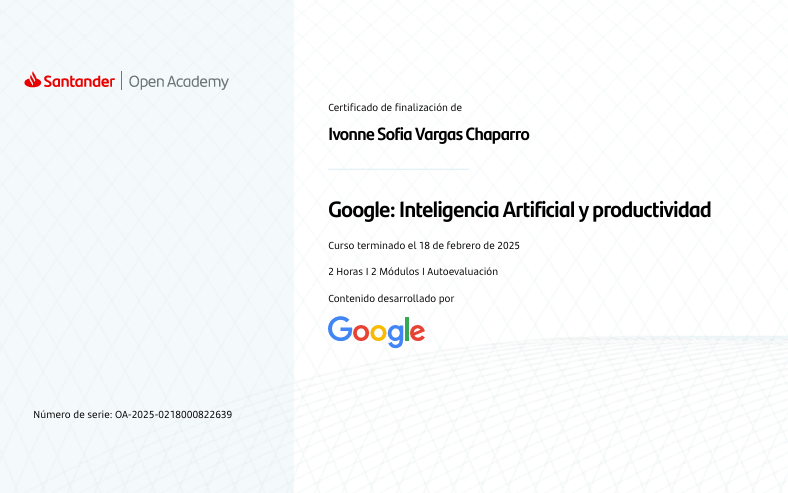 Santander | Open Academy
Certificado de finalización de
Ivonne Sofia Vargas Chaparro
Google: Inteligencia Artificial y productividad
Curso terminado el 18 de febrero de 2025
2 Horas I 2 Módulos I Autoevaluación
Contenido desarrollado por
Google
Número de serie: OA-2025-0218000822639